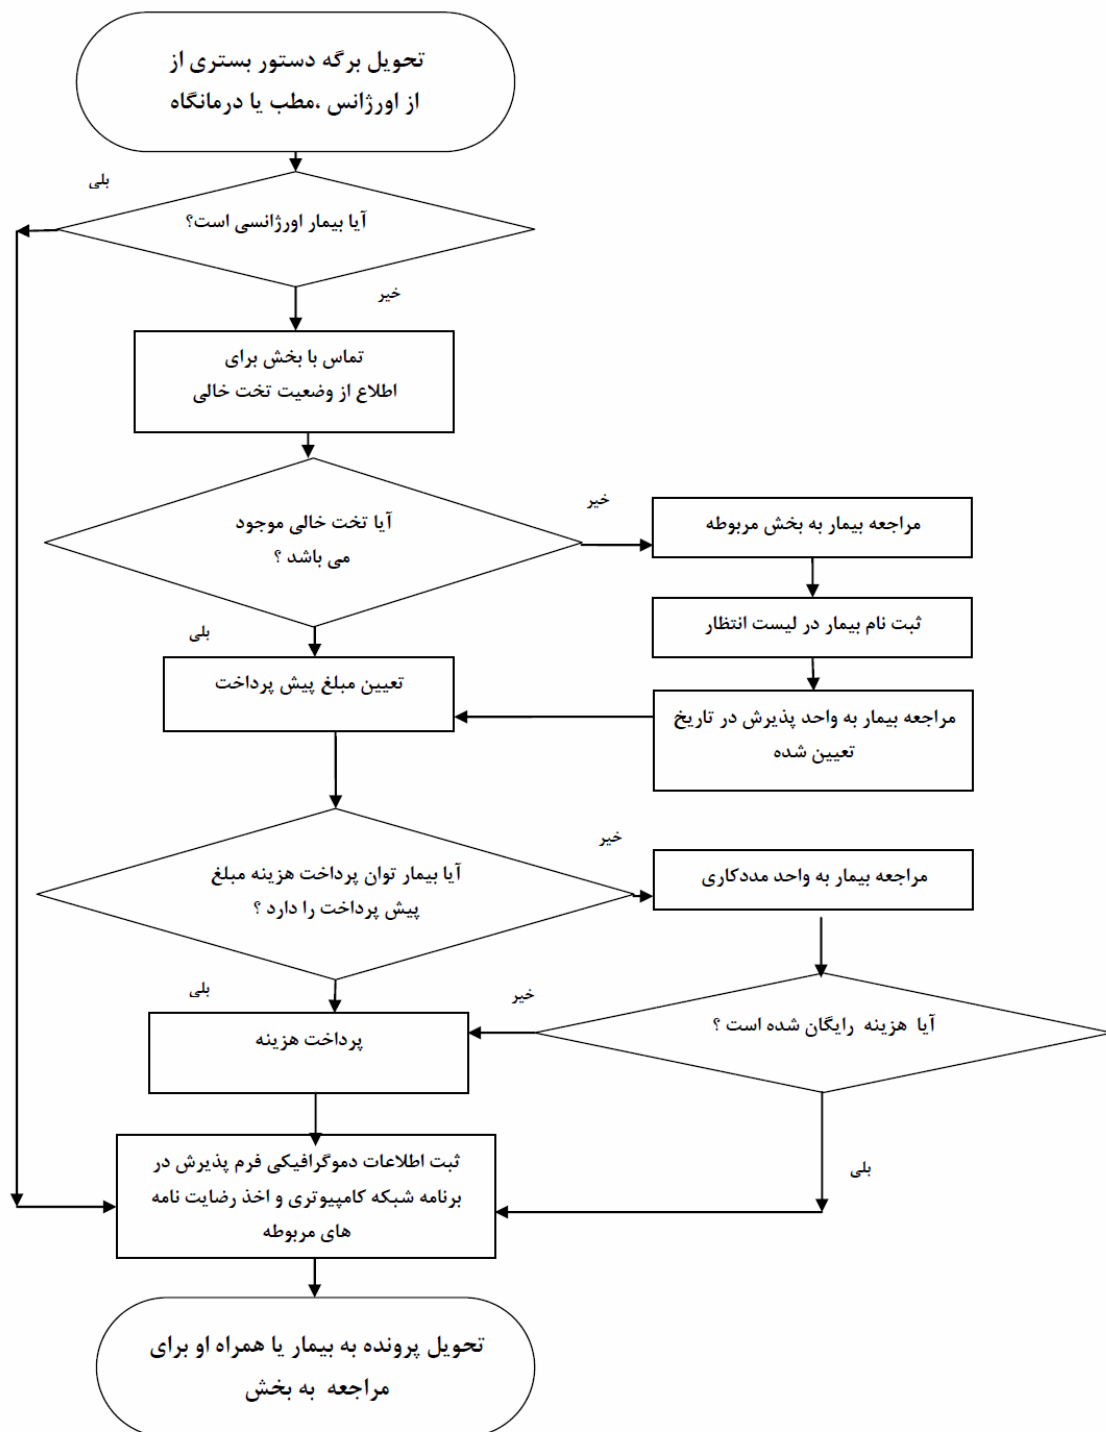 تحویل برگه دستور بستری از
از اورژانس ،مطب یا درمانگاه
بلی
آیا بیمار اورژانسی است؟
خیر
تماس با بخش برای
اطلاع از وضعیت تخت خالی
آیا تخت خالی موجود
می باشد ؟
خیر
مراجعه بیمار به بخش مربوطه
ثبت نام بیمار در لیست انتظار
مراجعه بیمار به واحد پذیرش در تاریخ
تعیین شده
بلی
تعیین مبلغ پیش پرداخت
آیا بیمار توان پرداخت هزینه مبلغ
پیش پرداخت را دارد ؟
خیر
مراجعه بیمار به واحد مددکاری
آیا هزینه رایگان شده است ؟
خیر
بلی
پرداخت هزینه
بلی
ثبت اطلاعات دموگرافیکی فرم پذیرش در
برنامه شبکه کامپیوتری و اخذ رضایت نامه
های مربوطه
تحویل پرونده به بیمار یا همراه او برای
مراجعه به بخش